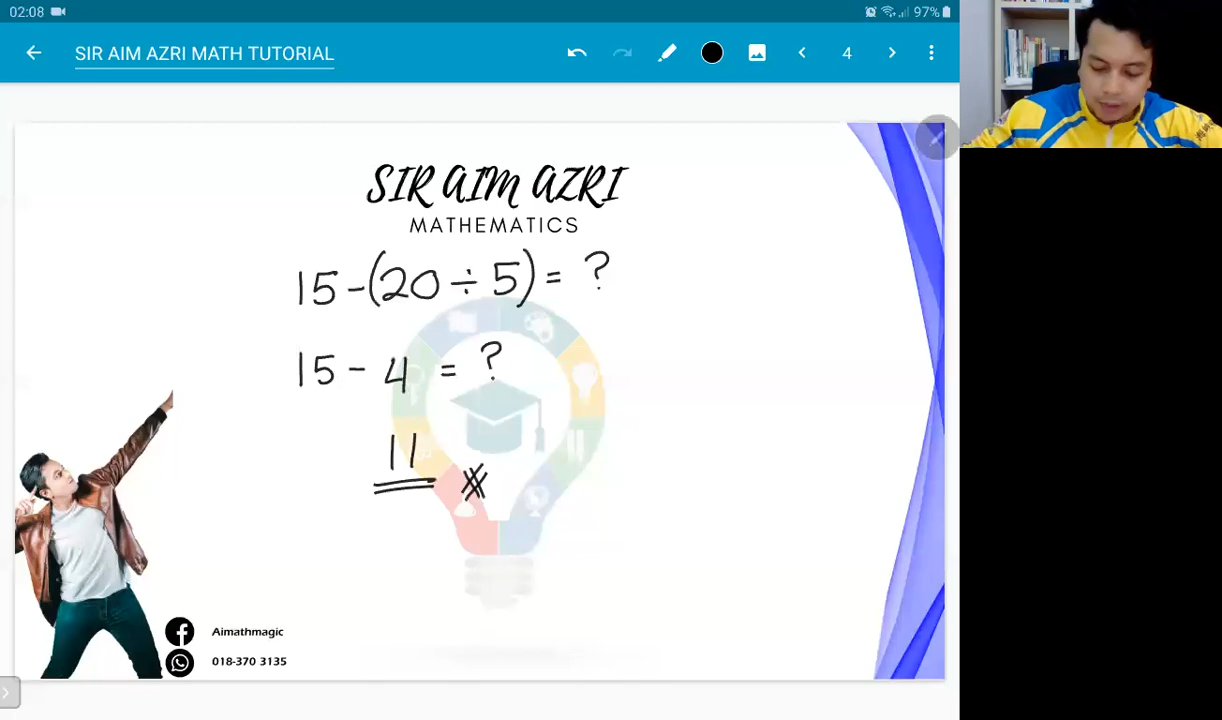 02:08
97%
SIR AIM AZRI MATH TUTORIAL
4
SIR AIM AZRI
MATHEMATICS
15-(20÷5)= ?
15 - 4 = ?
11
Aimathmagic
018-370 3135